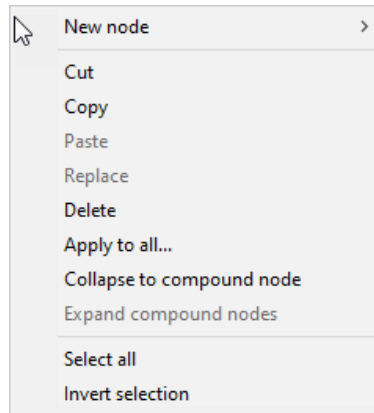 New node
Cut
Copy
Paste
Replace
Delete
Apply to all...
Collapse to compound node
Expand compound nodes
Select all
Invert selection